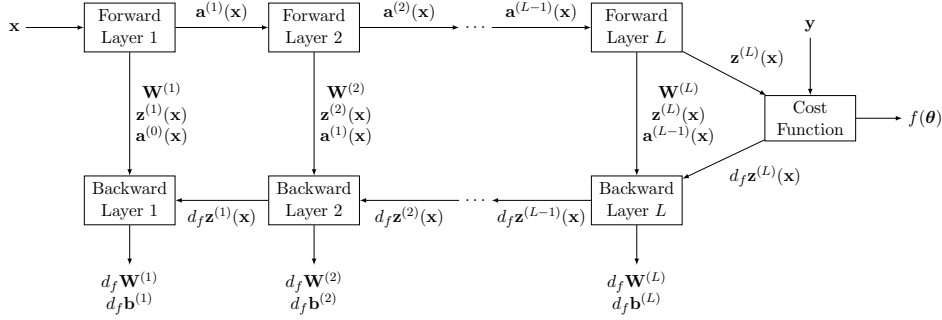 x
Forward
Layer 1
a^{(1)}(x)
Forward
Layer 2
a^{(2)}(x)
···
a^{(L−1)}(x)
Forward
Layer L
z^{(L)}(x)
y
W^{(1)}
z^{(1)}(x)
a^{(0)}(x)
W^{(2)}
z^{(2)}(x)
a^{(1)}(x)
W^{(L)}
z^{(L)}(x)
a^{(L−1)}(x)
Cost
Function
f(θ)
Backward
Layer 1
d_f z^{(1)}(x)
Backward
Layer 2
d_f z^{(2)}(x)
···
d_f z^{(L−1)}(x)
Backward
Layer L
d_f z^{(L)}(x)
d_f W^{(1)}
d_f b^{(1)}
d_f W^{(2)}
d_f b^{(2)}
d_f W^{(L)}
d_f b^{(L)}